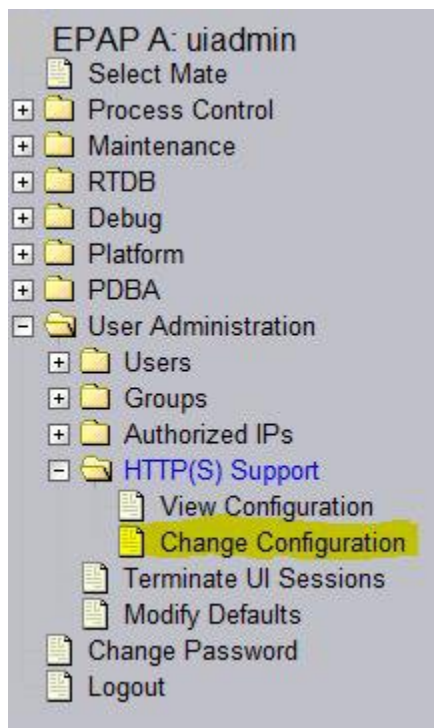 EPAP A: uiadmin
Select Mate
Process Control
Maintenance
RTDB
Debug
Platform
PDBA
User Administration
Users
Groups
Authorized IPs
HTTP(S) Support
View Configuration
Change Configuration
Terminate UI Sessions
Modify Defaults
Change Password
Logout